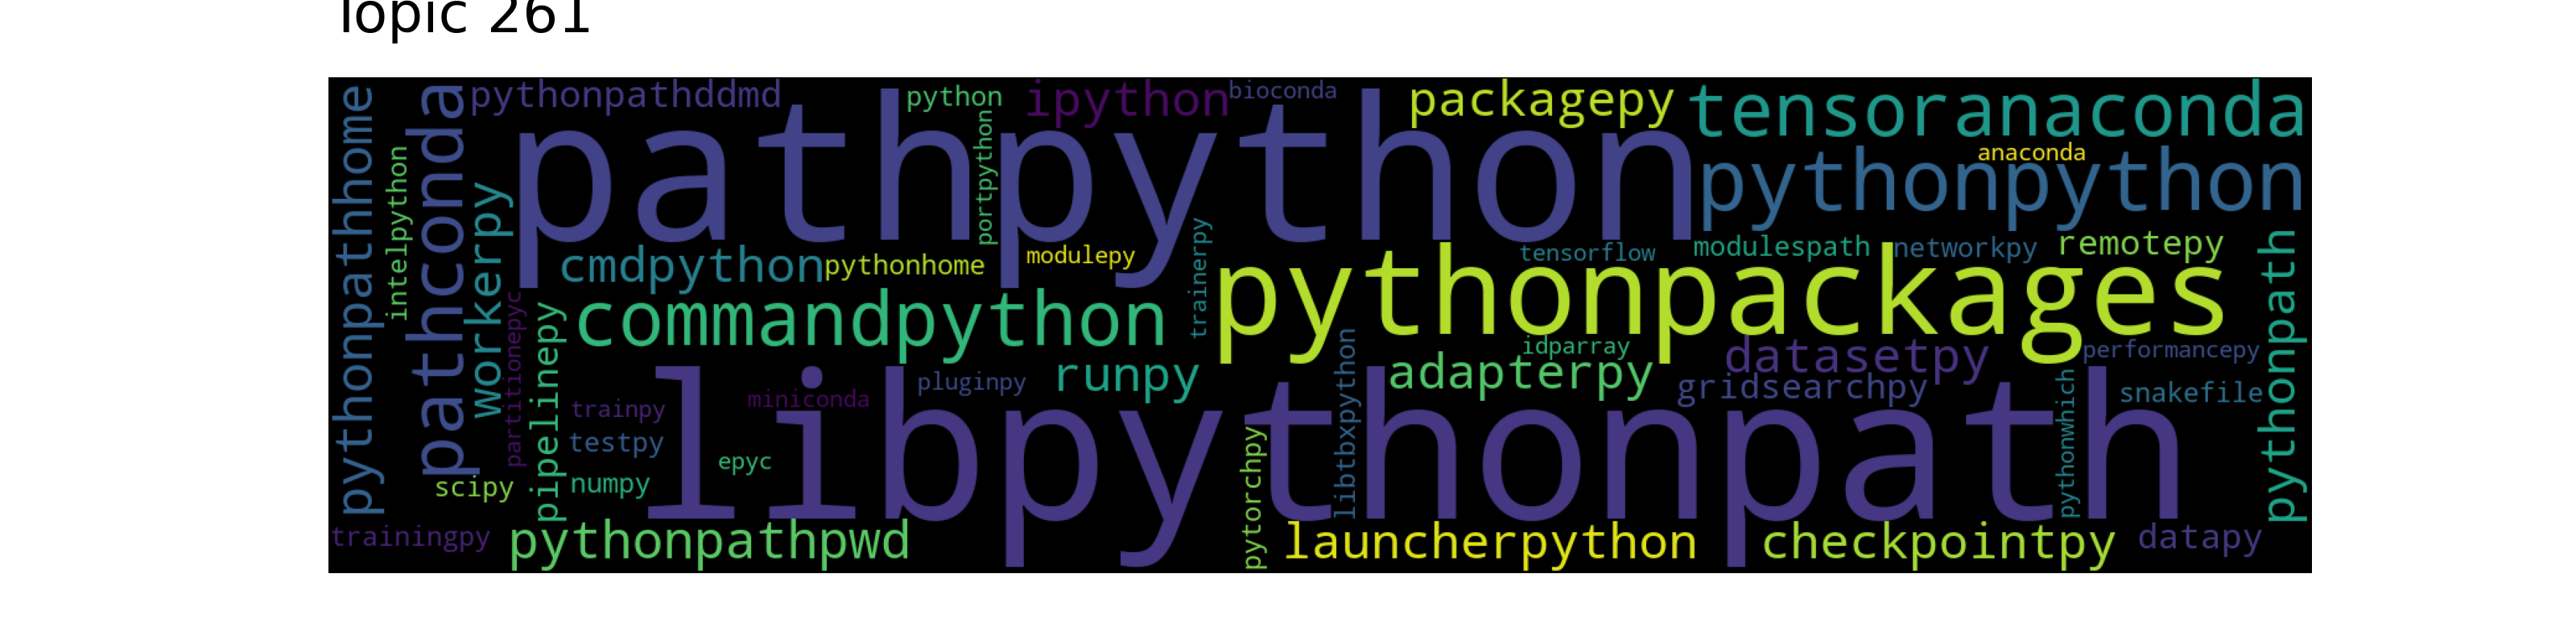 Topic 261
pythonpathddmd
python
ipython
bioconda
packagepy
tensoranaconda
pathpython
anaconda
pythonpython
pythonpathhome
intelpython
pathconda
workerpy
portpython
cmdpython
pythonhome
modulepy
trainerpy
tensorflow
modulespath
networkpy
remotepy
commandpython
pythonpackages
pythonpath
partitionepyc
pipelinepy
idparray
datasetpy
performancepy
runpy
adapterpy
pluginpy
gridsearchpy
snakefile
miniconda
trainpy
testpy
libpythonpath
libtbxpython
pythonwhich
epyc
scipy
numpy
pytorchpy
trainingpy
pythonpathpwd
launcherpython
checkpointpy
datapy